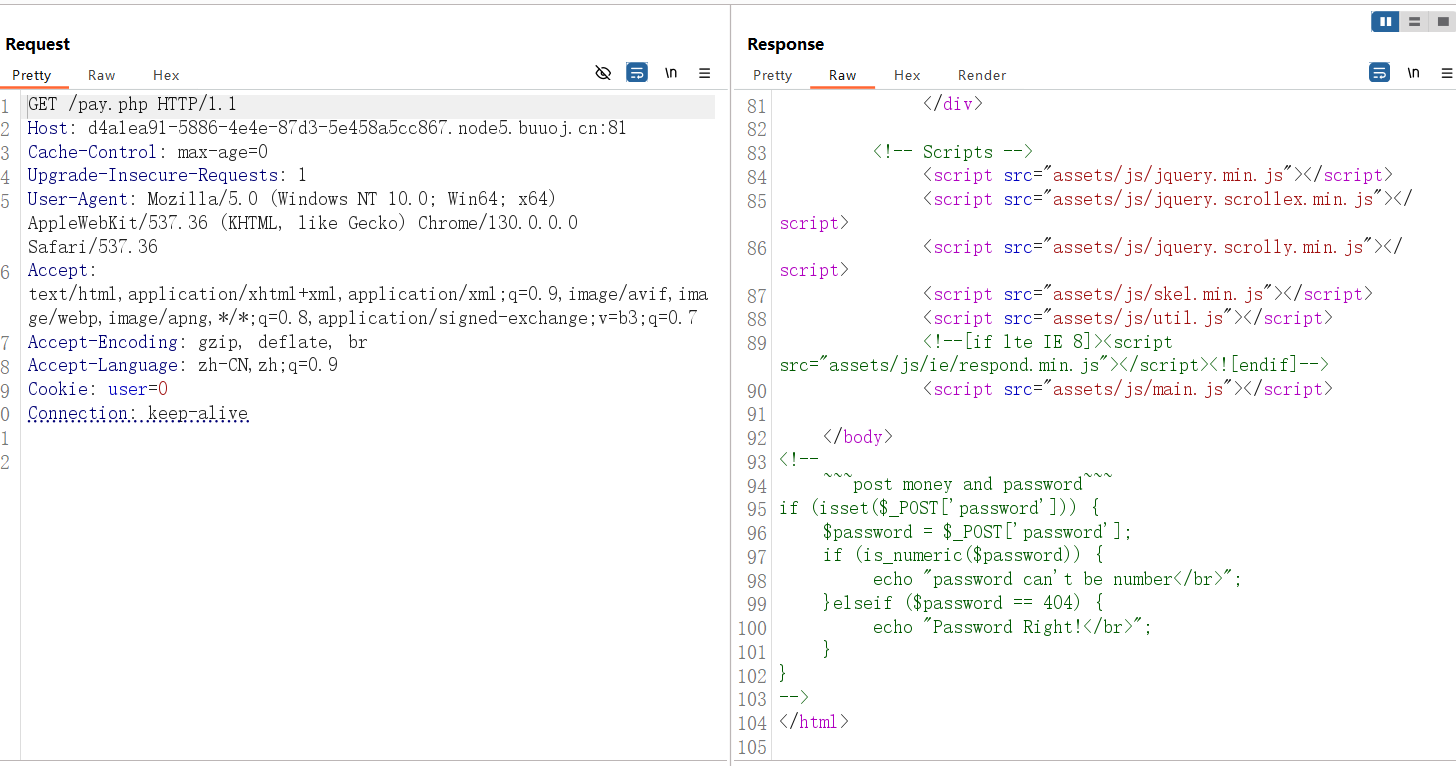 Request
Pretty Raw Hex \n
1 GET /pay.php HTTP/1.1
2 Host: d4a1ea91-5886-4e4e-87d3-5e458a5cc867.node5.buuoj.cn:81
3 Cache-Control: max-age=0
4 Upgrade-Insecure-Requests: 1
5 User-Agent: Mozilla/5.0 (Windows NT 10.0; Win64; x64)
AppleWebKit/537.36 (KHTML, like Gecko) Chrome/130.0.0.0
Safari/537.36
6 Accept:
text/html,application/xhtml+xml,application/xml;q=0.9,image/avif,ima
ge/webp,image/apng,*/*;q=0.8,application/signed-exchange;v=b3;q=0.7
7 Accept-Encoding: gzip, deflate, br
8 Accept-Language: zh-CN,zh;q=0.9
9 Cookie: user=0
0 Connection: keep-alive
1
2
Response
Pretty Raw Hex Render \n
81 </div>
82
83 <!-- Scripts -->
84 <script src="assets/js/jquery.min.js"></script>
85 <script src="assets/js/jquery.scrollex.min.js"></
script>
86 <script src="assets/js/jquery.scrolly.min.js"></
script>
87 <script src="assets/js/skel.min.js"></script>
88 <script src="assets/js/util.js"></script>
89 <!--[if lte IE 8]><script
src="assets/js/ie/respond.min.js"></script><![endif]-->
90 <script src="assets/js/main.js"></script>
91
92 </body>
93 <!--
94 ~~~post money and password~~~
95 if (isset($_POST['password'])) {
96 $password = $_POST['password'];
97 if (is_numeric($password)) {
98 echo "password can't be number</br>";
99 }elseif ($password == 404) {
100 echo "Password Right!</br>";
101 }
102 }
103 -->
104 </html>
105